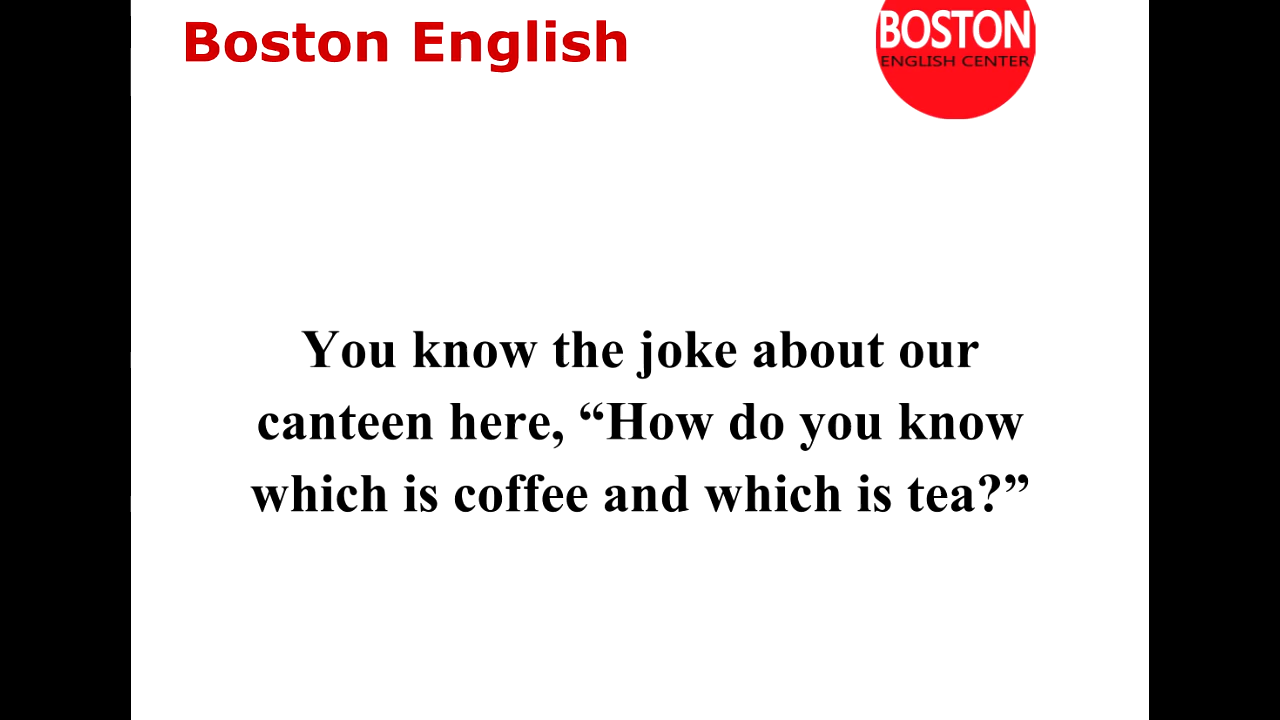 Boston English
BOSTON
ENGLISH CENTER
You know the joke about our
canteen here, “How do you know
which is coffee and which is tea?”